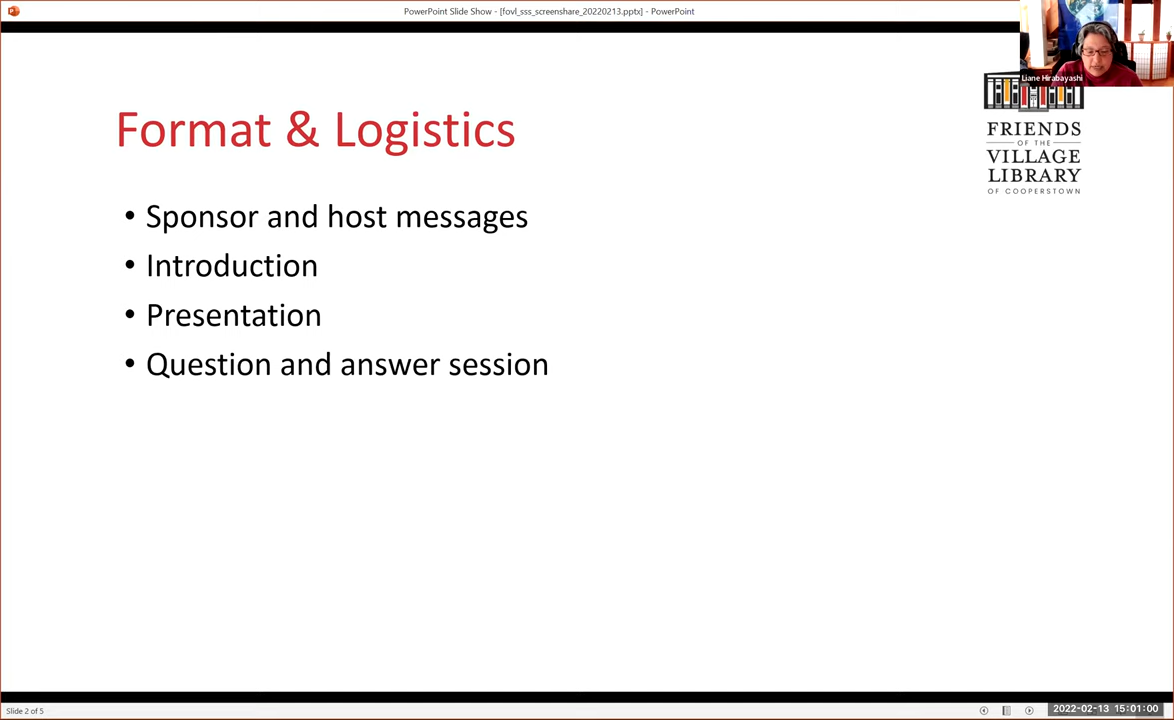 PowerPoint Slide Show - [fovl_sss_screenshare_20220213.pptx] - PowerPoint
Liane Hirabayashi
FRIENDS
OF THE
VILLAGE
LIBRARY
OF COOPERSTOWN
Format & Logistics
• Sponsor and host messages
• Introduction
• Presentation
• Question and answer session
Slide 2 of 5
2022-02-13 15:01:00